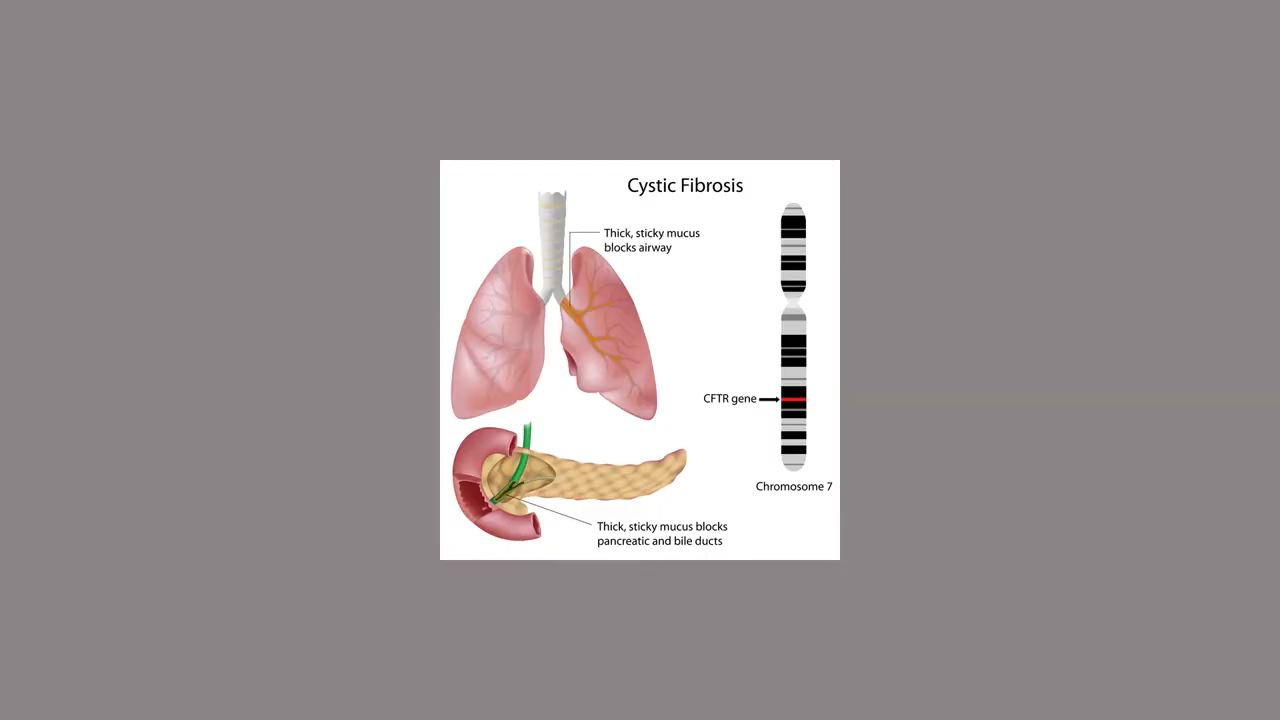 Cystic Fibrosis
Thick, sticky mucus
blocks airway
CFTR gene
Chromosome 7
Thick, sticky mucus blocks
pancreatic and bile ducts